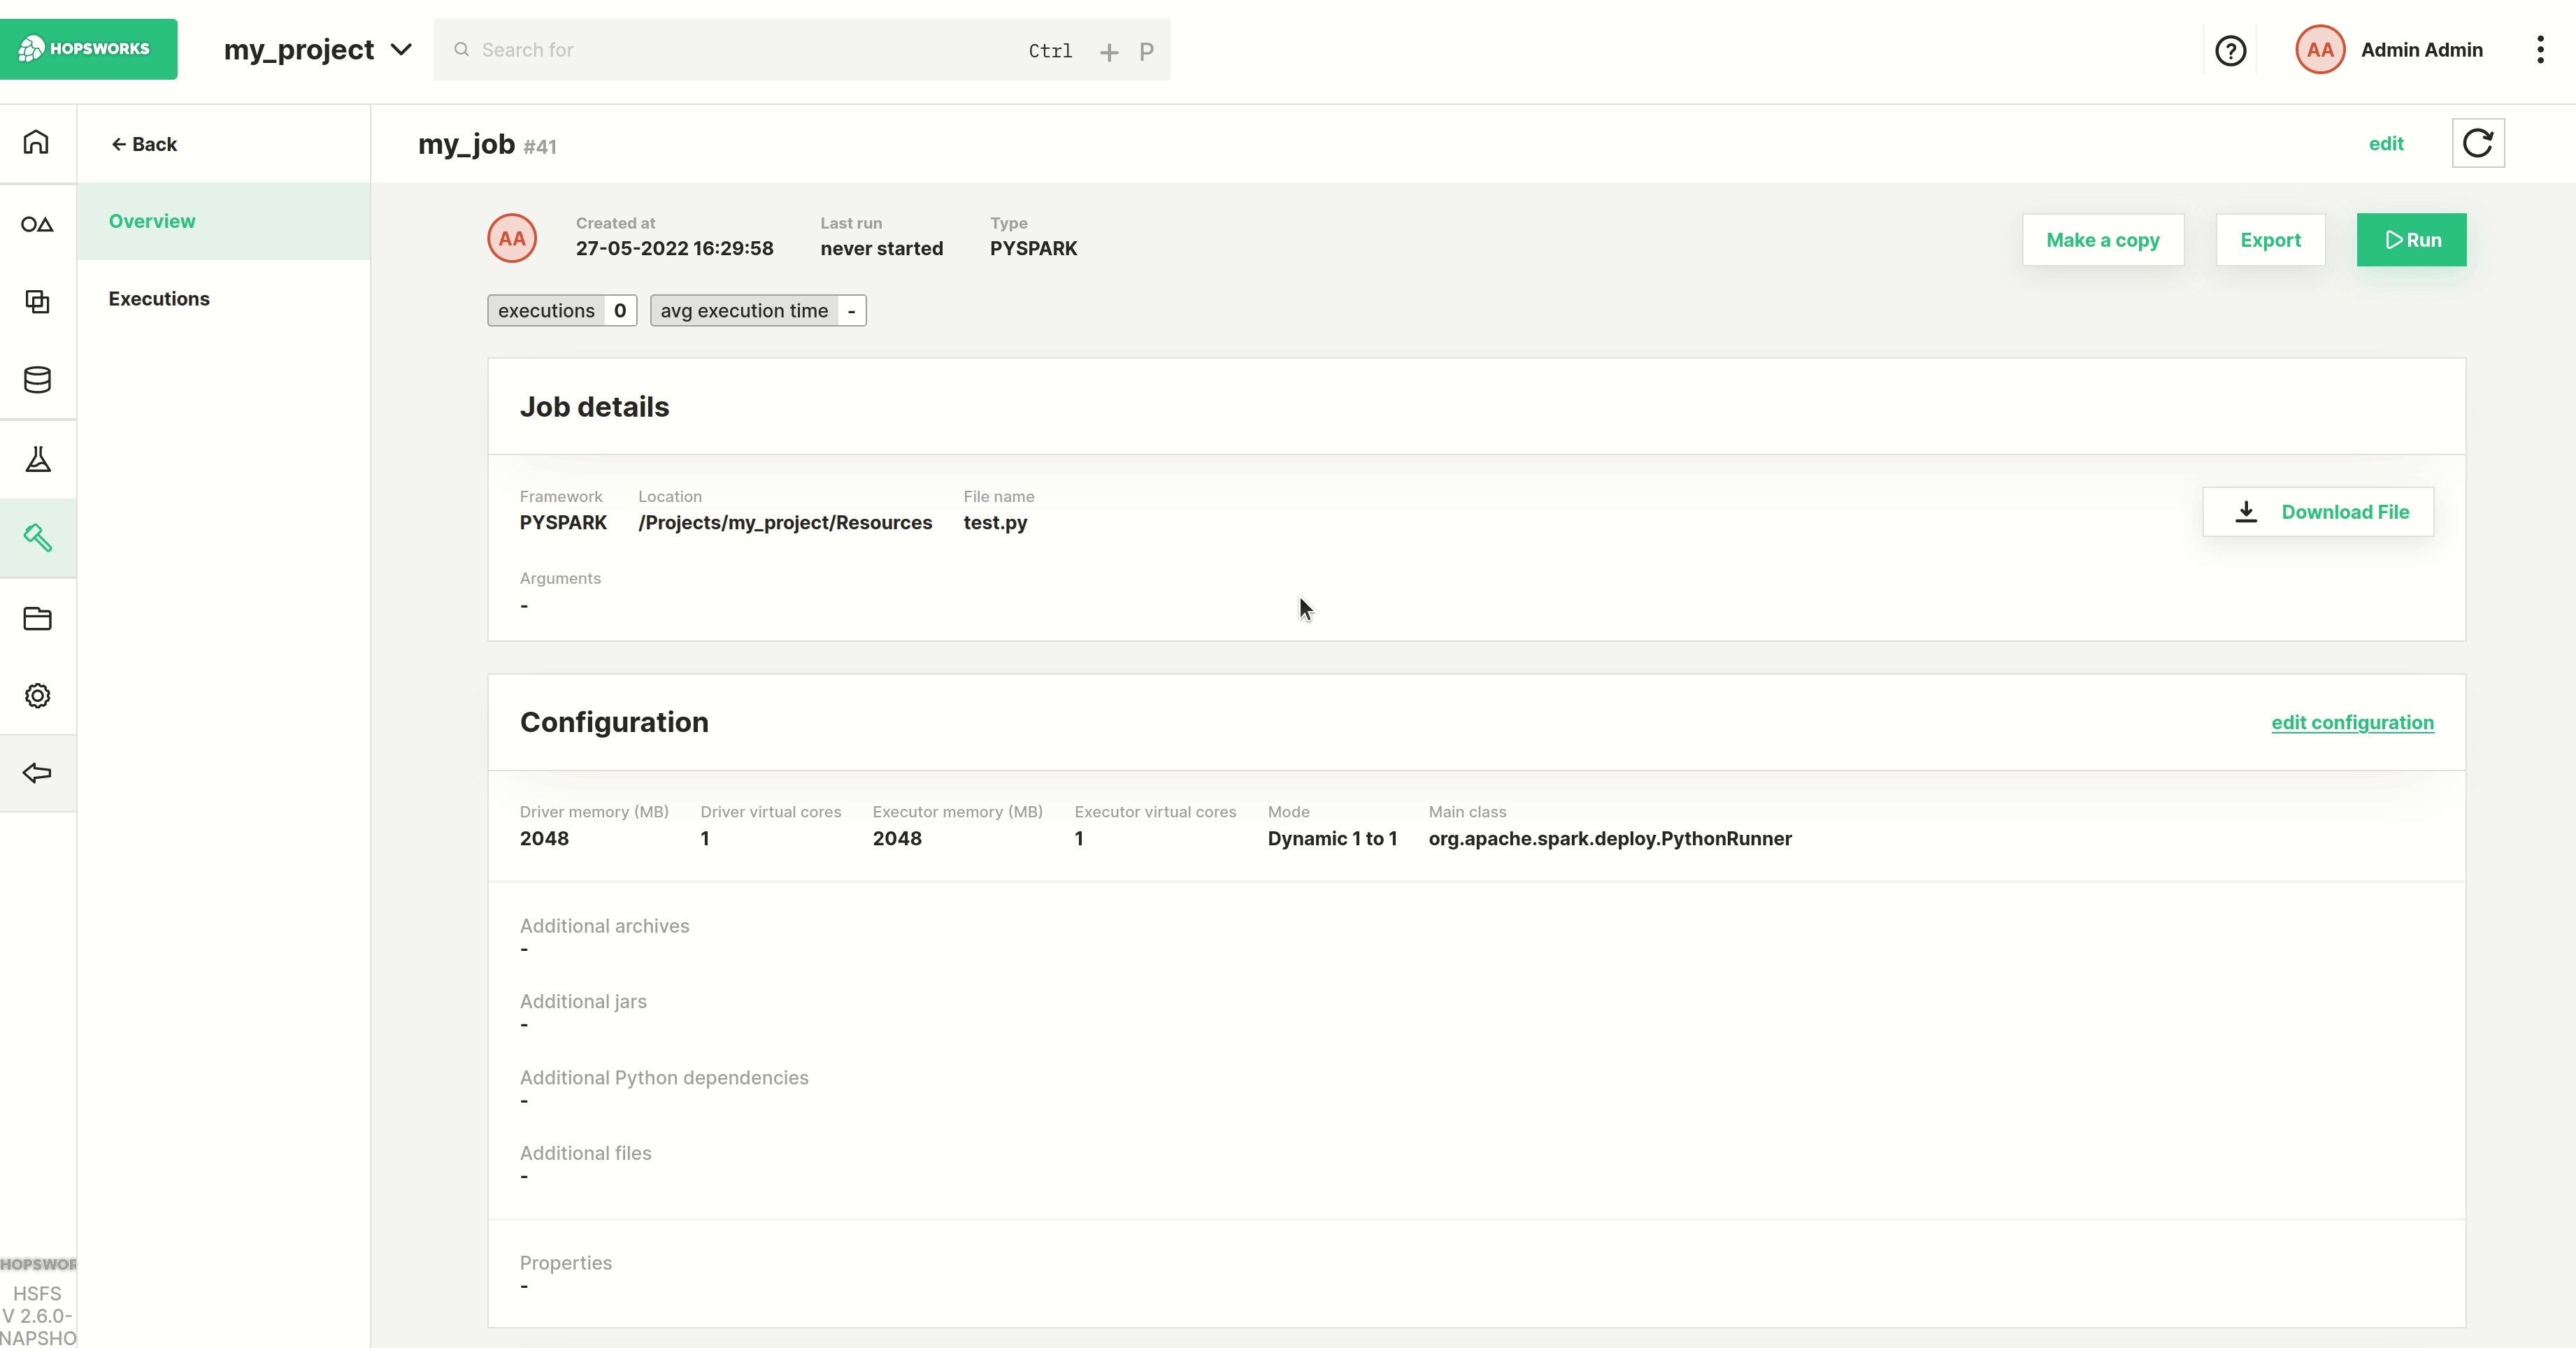 HOPSWORKS
my_project
Search for Ctrl + P
?
AA Admin Admin
← Back
my_job #41
edit
Overview
Executions
AA
Created at Last run Type
27-05-2022 16:29:58 never started PYSPARK
Make a copy Export Run
executions 0 avg execution time -
Job details
Framework Location File name
PYSPARK /Projects/my_project/Resources test.py
Download File
Arguments
-
Configuration
edit configuration
Driver memory (MB) Driver virtual cores Executor memory (MB) Executor virtual cores Mode Main class
2048 1 2048 1 Dynamic 1 to 1 org.apache.spark.deploy.PythonRunner
Additional archives
-
Additional jars
-
Additional Python dependencies
-
Additional files
-
Properties
-
HOPSWOR
HSFS
V 2.6.0-
NAPSHO